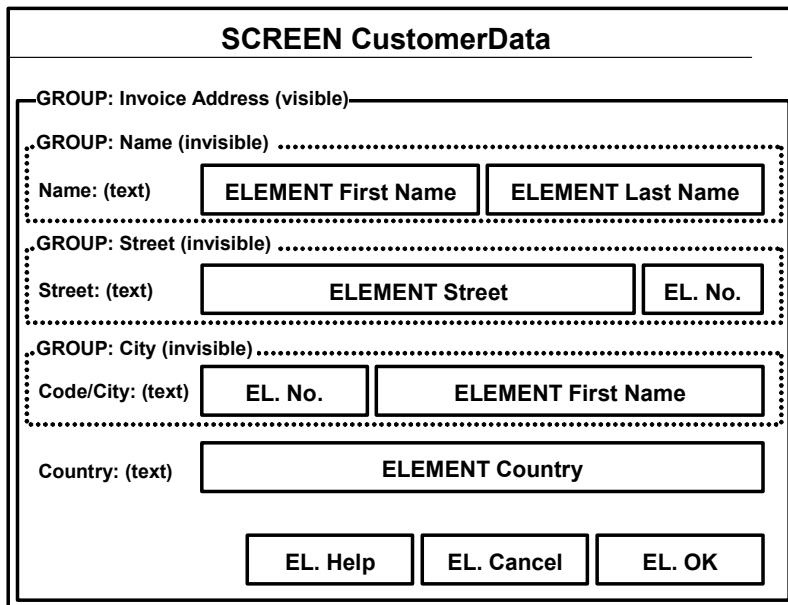 SCREEN CustomerData
GROUP: Invoice Address (visible)
GROUP: Name (invisible)
Name: (text) ELEMENT First Name ELEMENT Last Name
GROUP: Street (invisible)
Street: (text) ELEMENT Street EL. No.
GROUP: City (invisible)
Code/City: (text) EL. No. ELEMENT First Name
Country: (text) ELEMENT Country
EL. Help EL. Cancel EL. OK